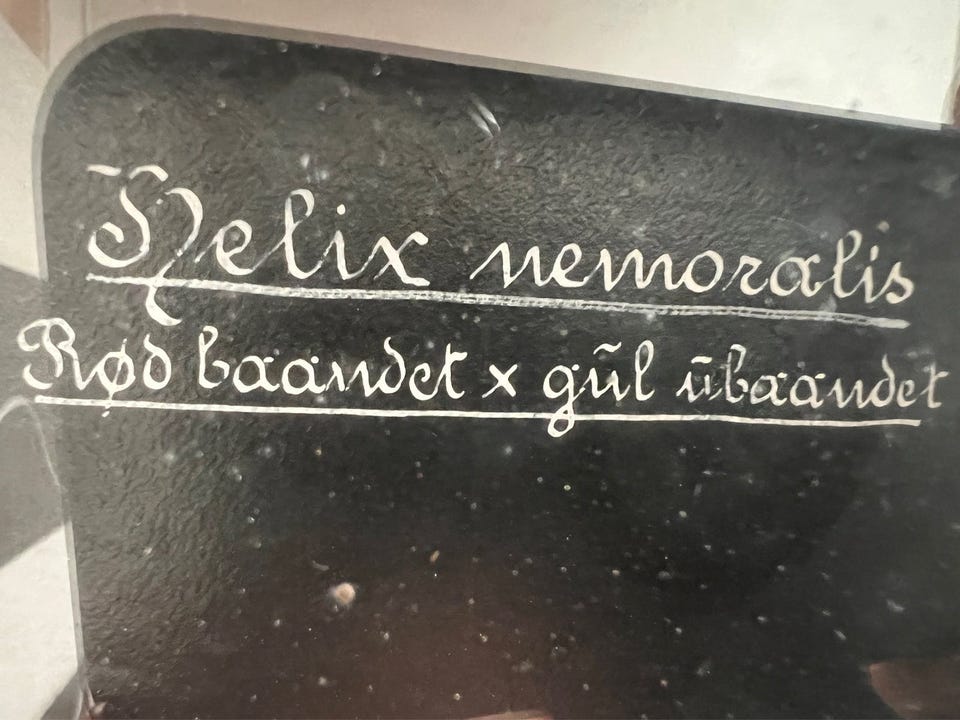 Helix nemoralis
Rød baandet x gūl ūbaandet